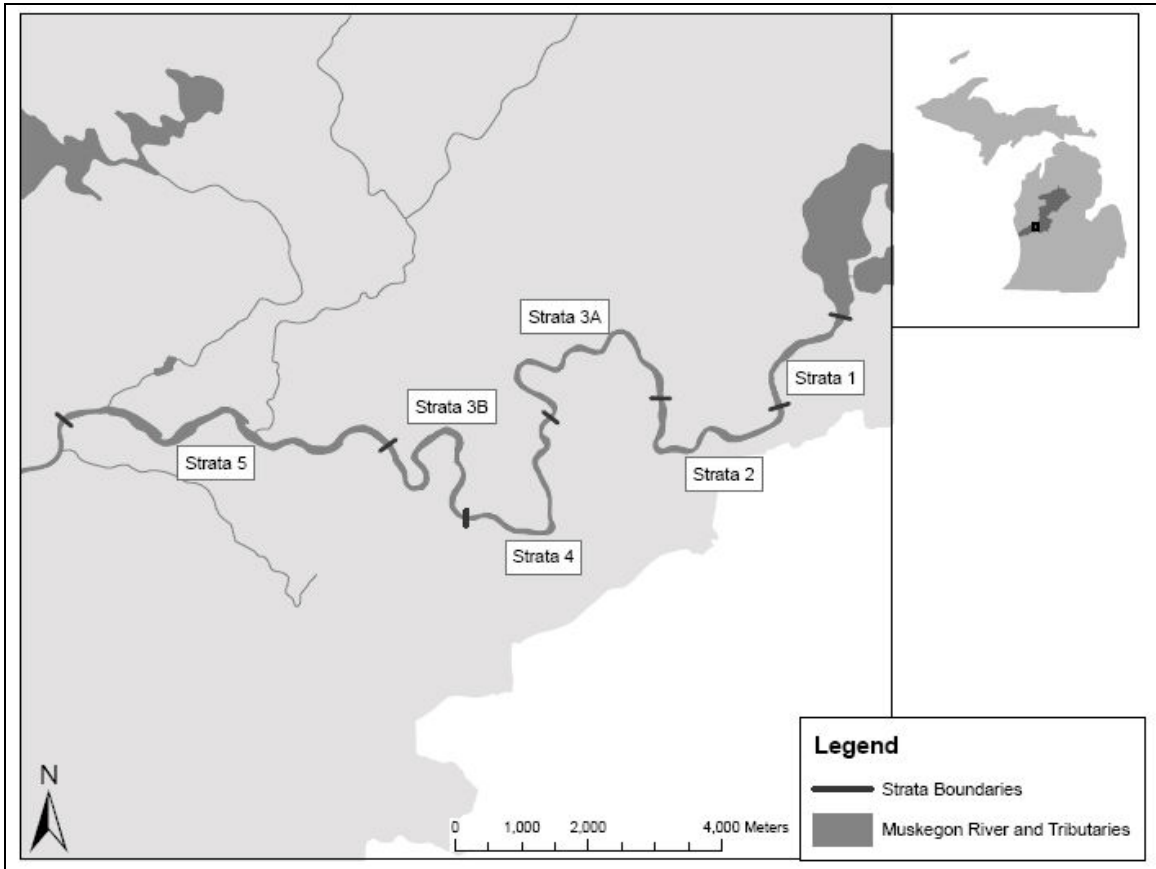 Strata 3A
Strata 1
Strata 3B
Strata 5
Strata 2
Strata 4
N
0 1,000 2,000 4,000 Meters
Legend
Strata Boundaries
Muskegon River and Tributaries